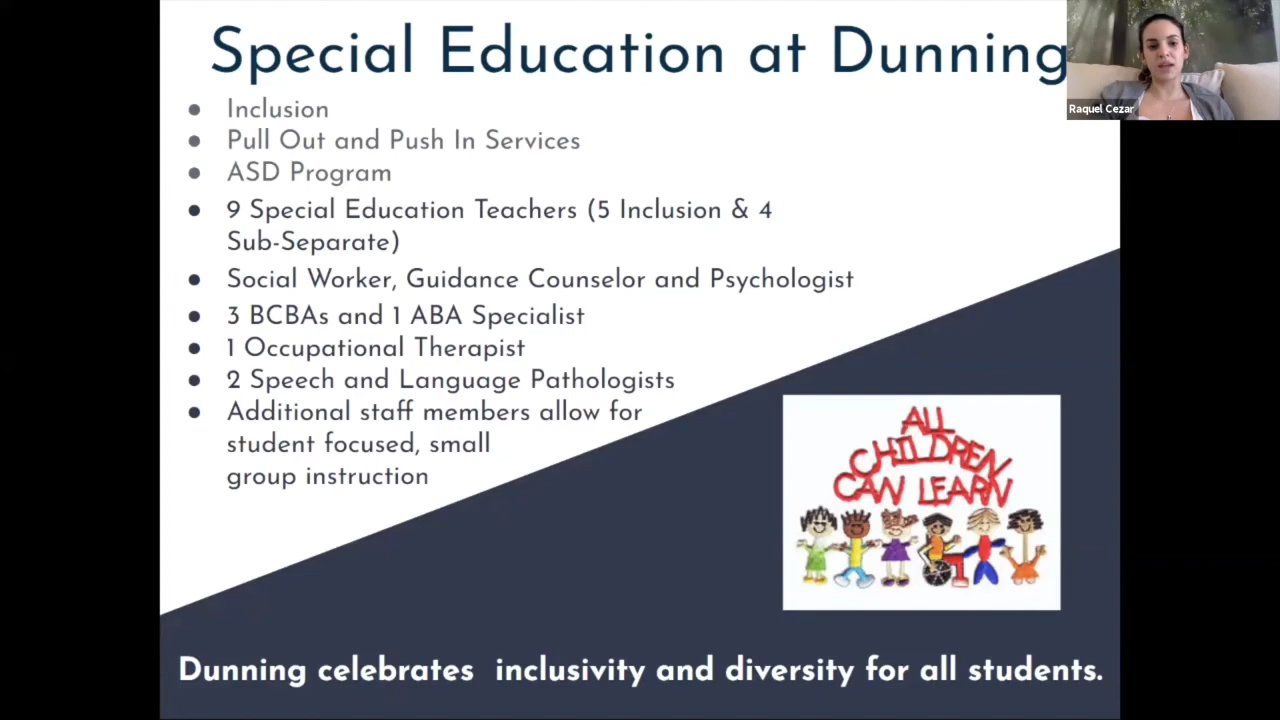 Special Education at Dunning
Raquel Cezar
● Inclusion
● Pull Out and Push In Services
● ASD Program
● 9 Special Education Teachers (5 Inclusion & 4
Sub-Separate)
● Social Worker, Guidance Counselor and Psychologist
● 3 BCBAs and 1 ABA Specialist
● 1 Occupational Therapist
● 2 Speech and Language Pathologists
● Additional staff members allow for
student focused, small
group instruction
ALL
CHILDREN
CAN LEARN
Dunning celebrates  inclusivity and diversity for all students.